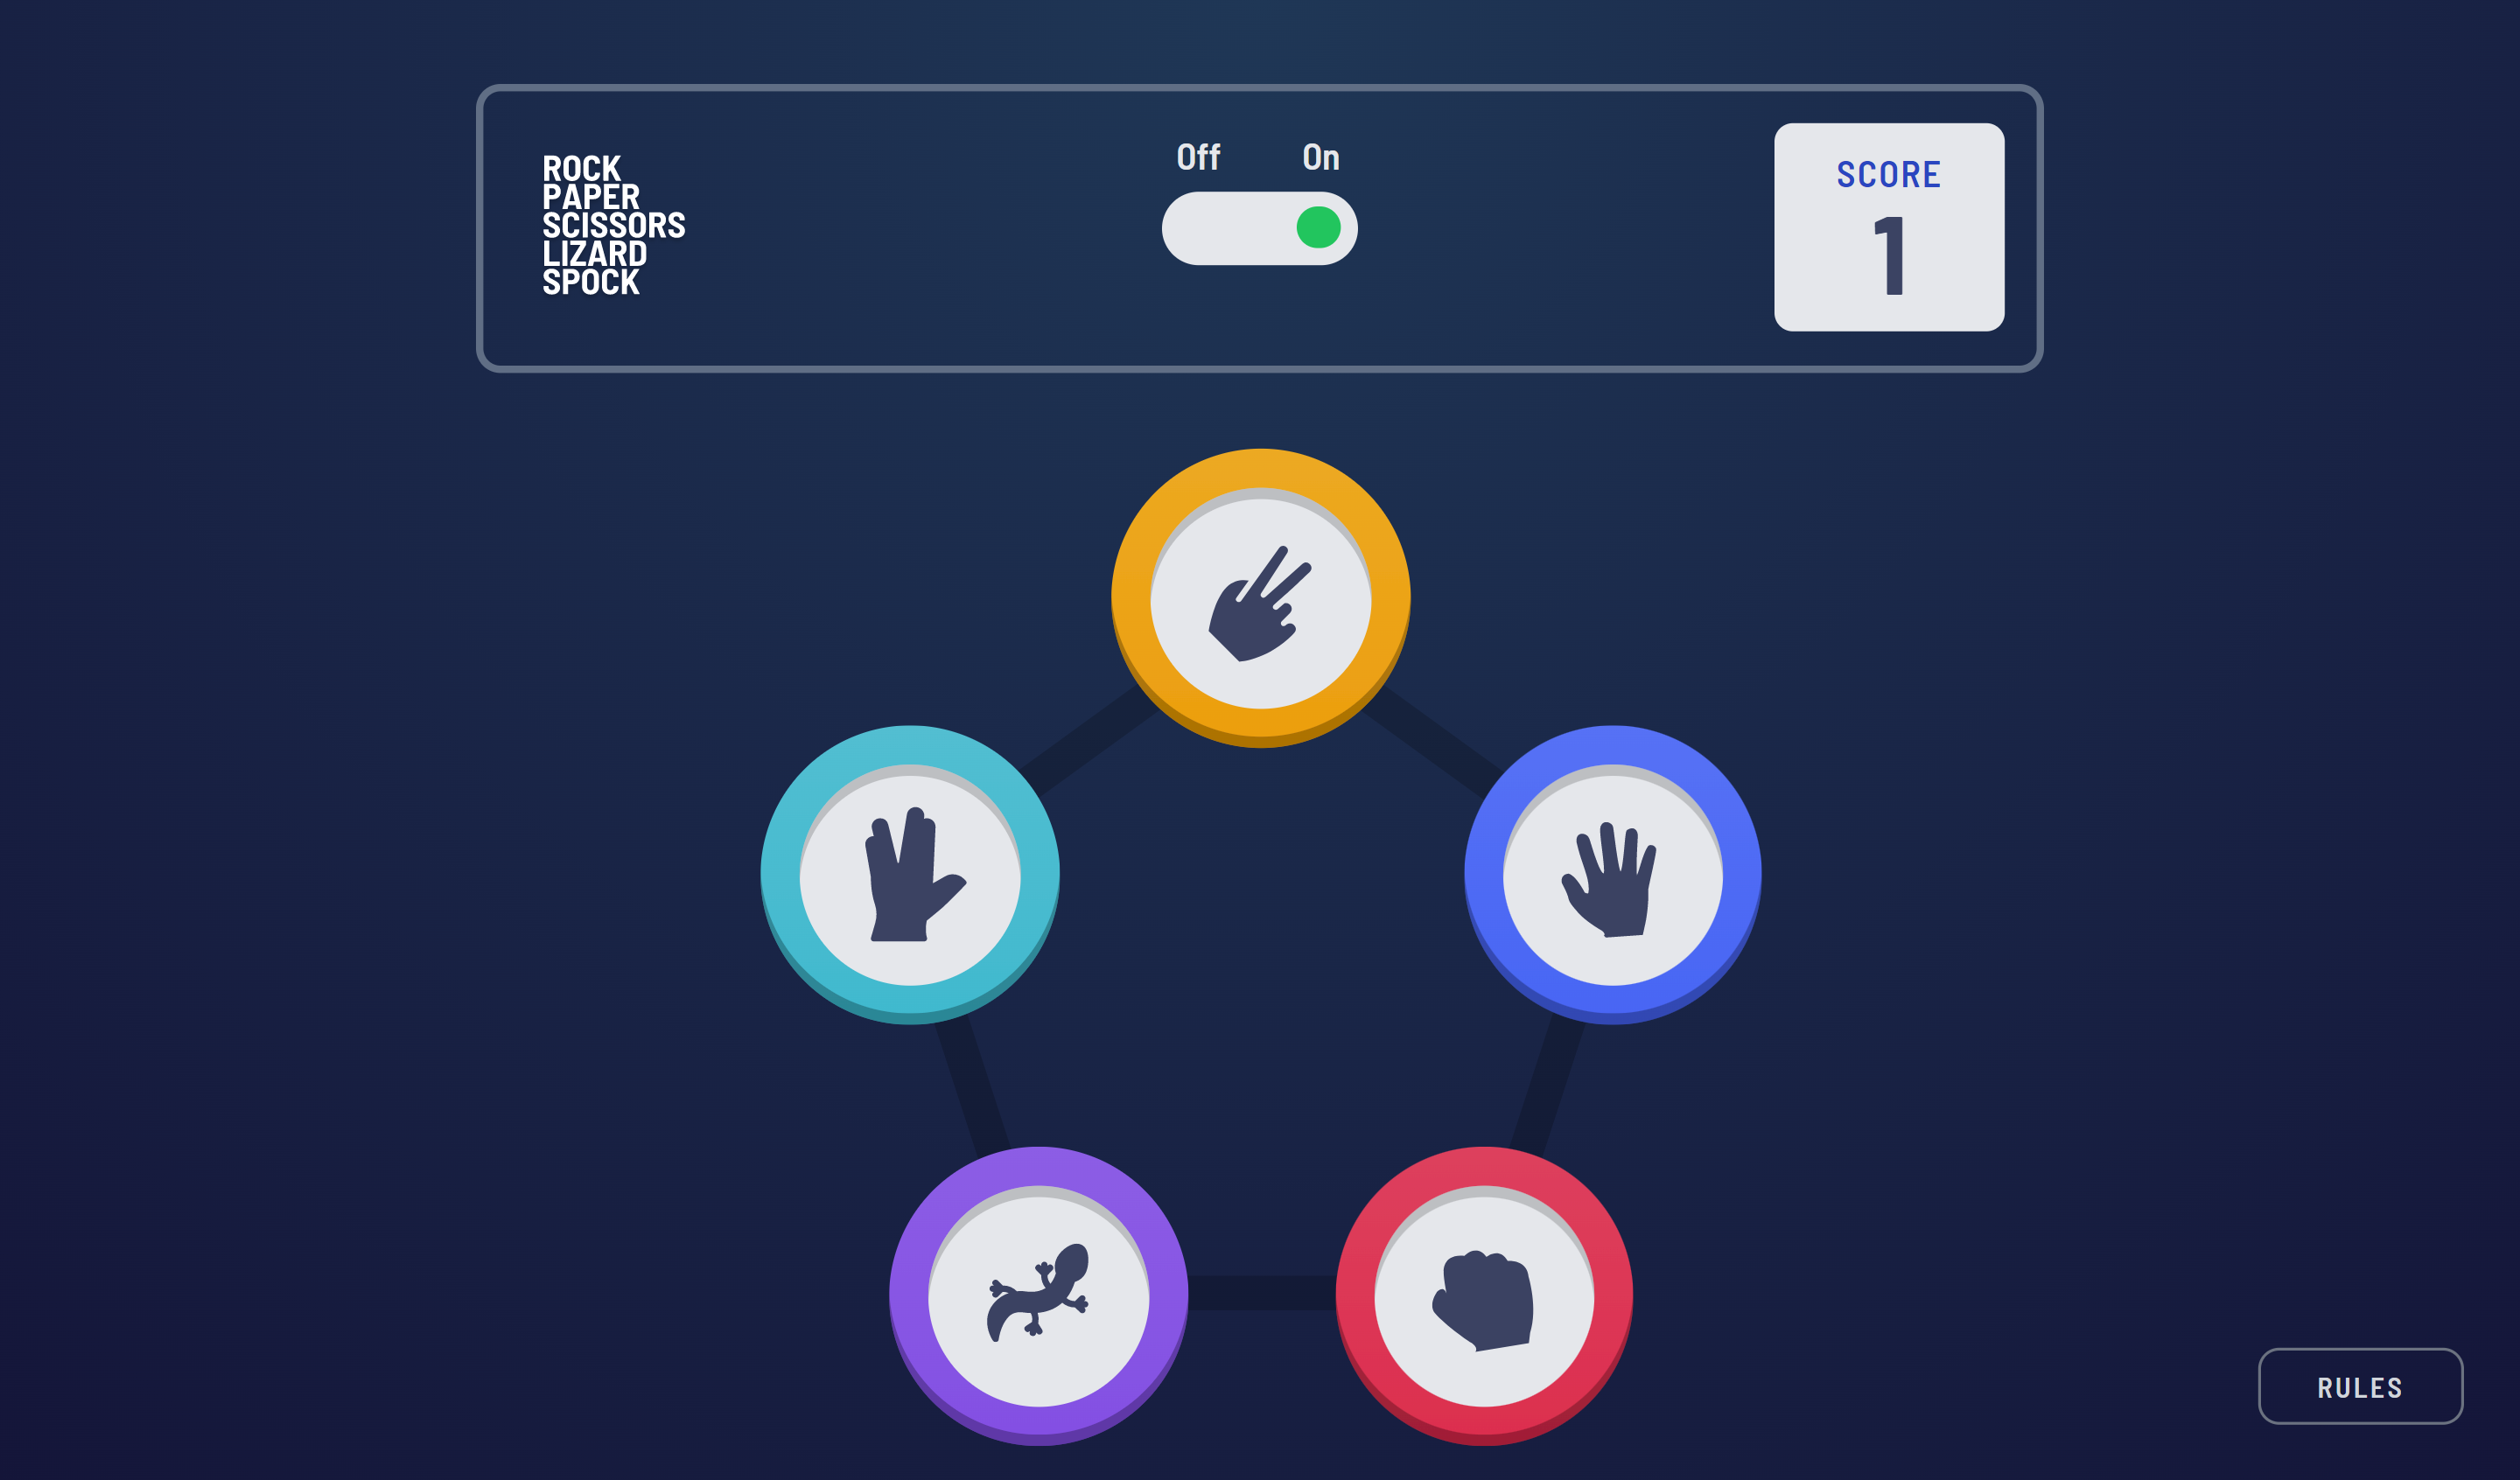 ROCK
PAPER
SCISSORS
LIZARD
SPOCK
Off On
SCORE
1
RULES